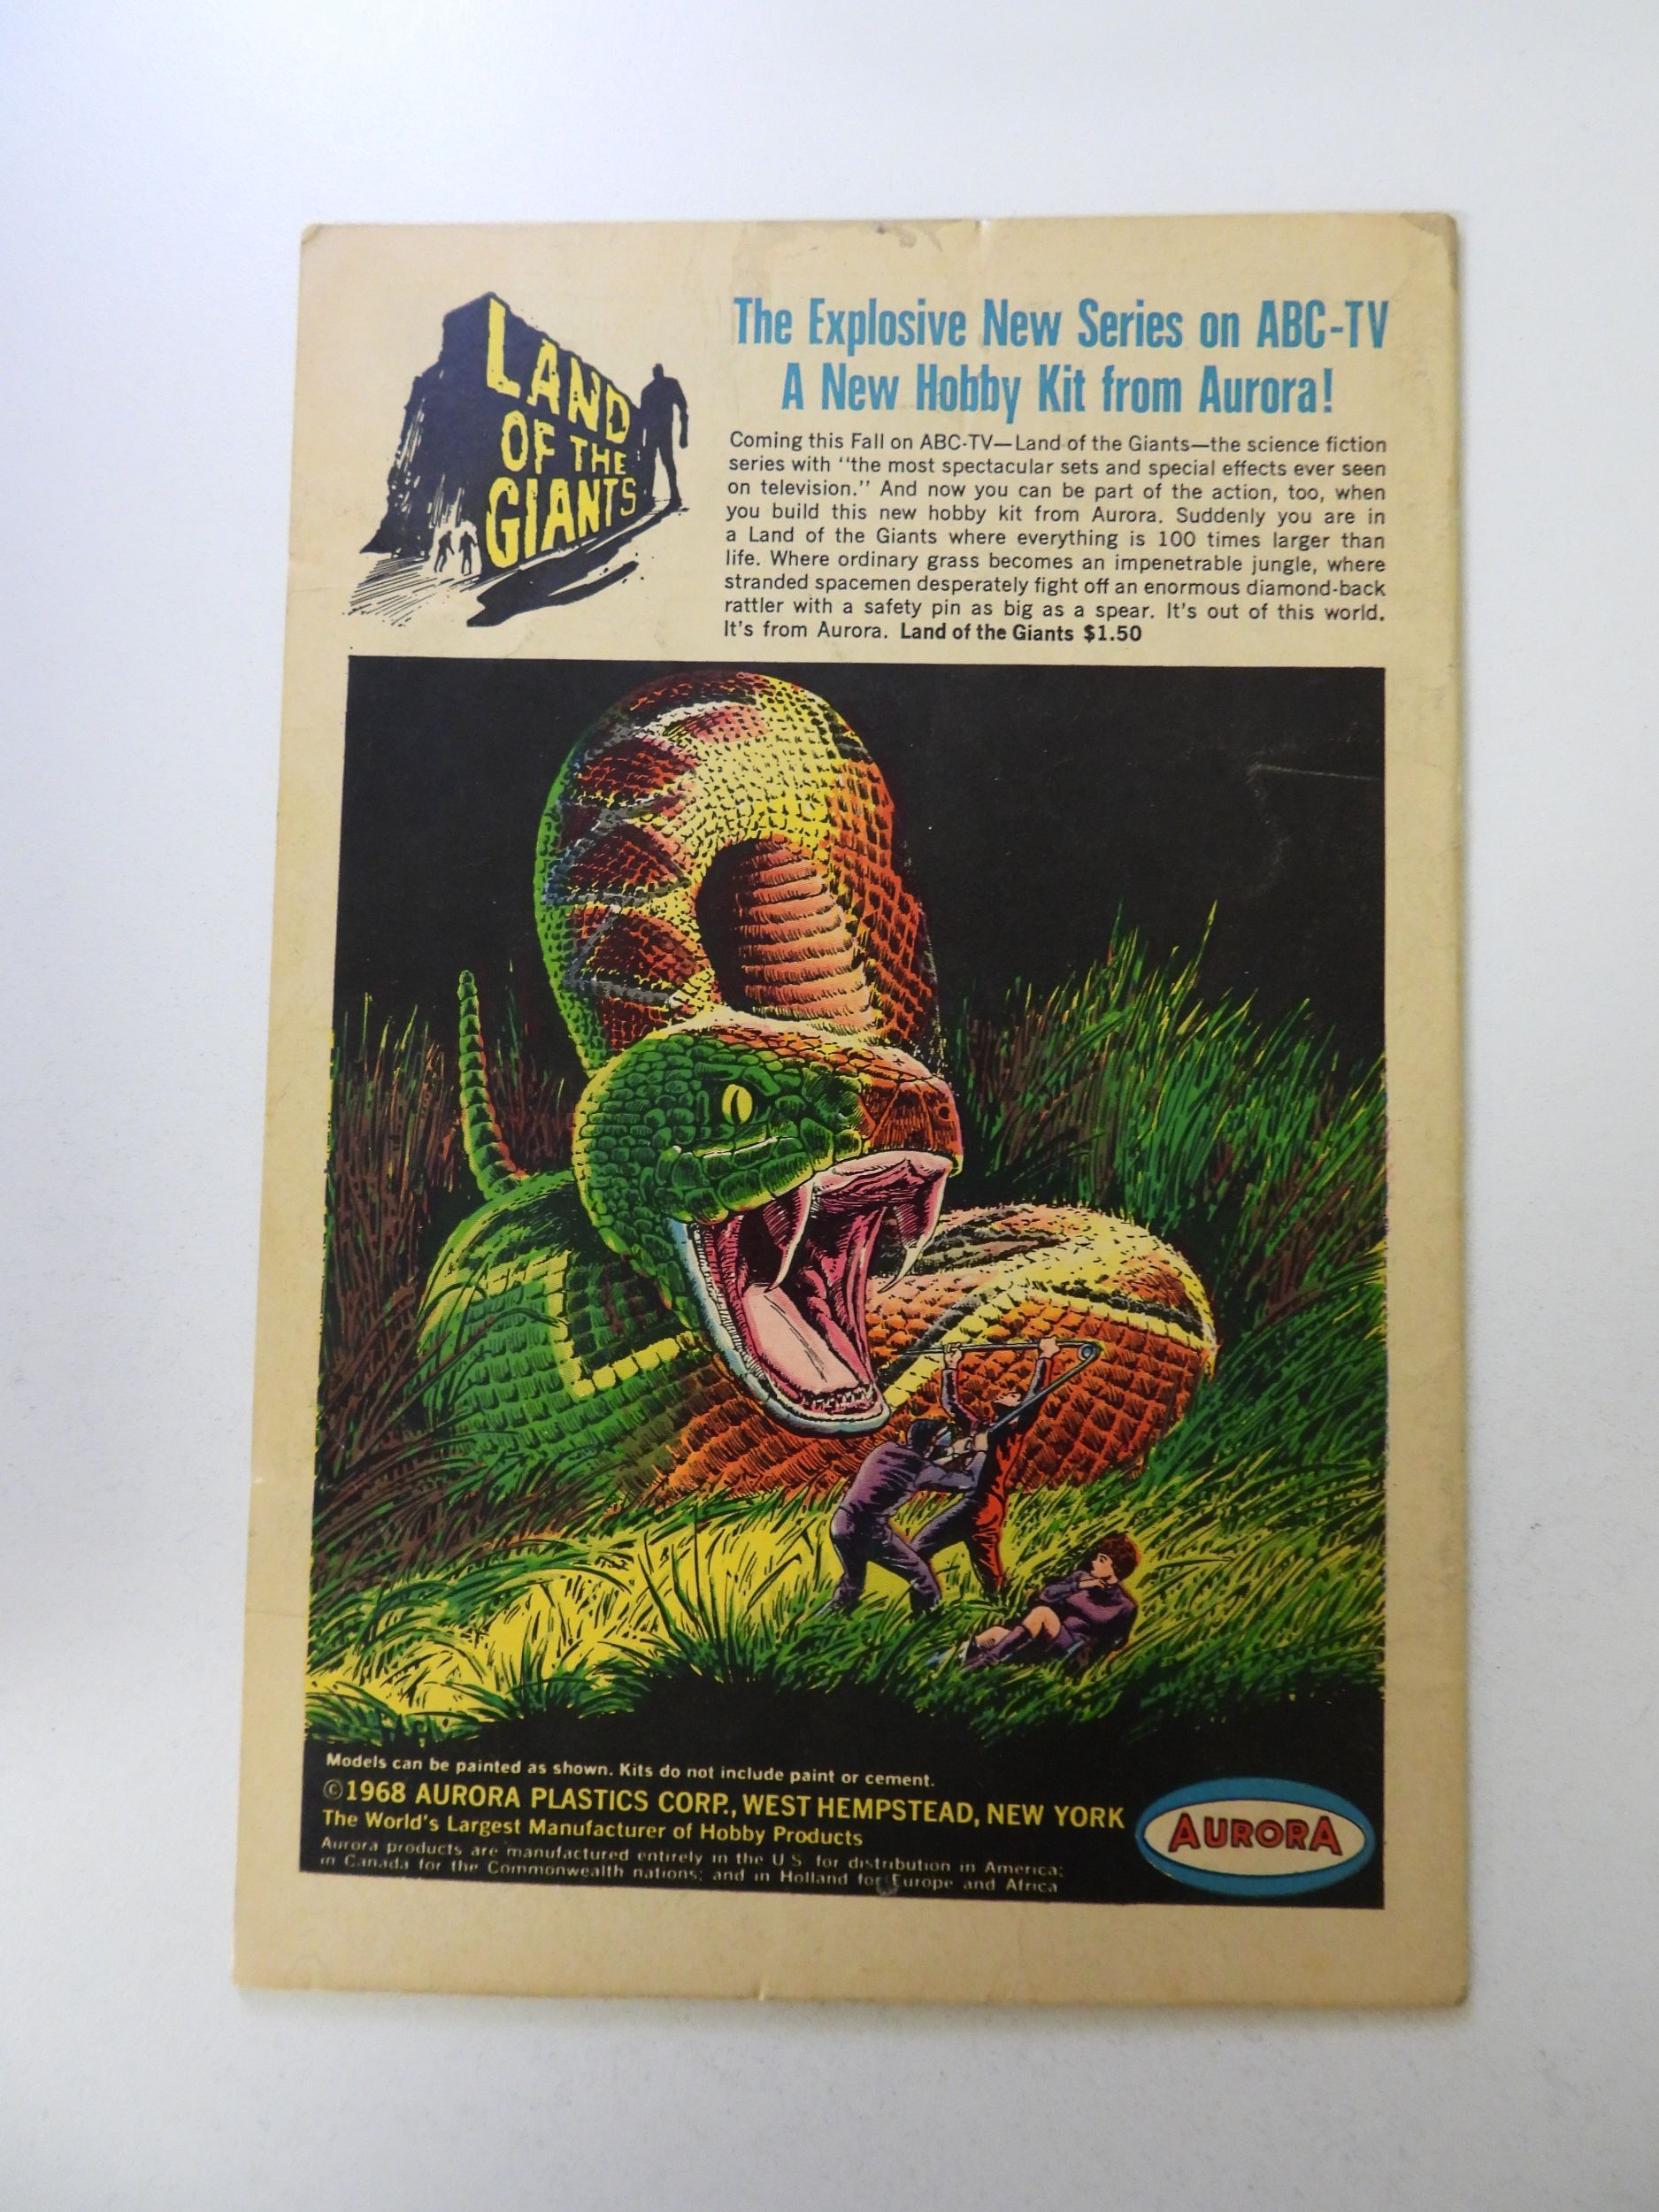 LAND
OF THE
GIANTS
The Explosive New Series on ABC-TV
A New Hobby Kit from Aurora!
Coming this Fall on ABC-TV—Land of the Giants—the science fiction
series with "the most spectacular sets and special effects ever seen
on television." And now you can be part of the action, too, when
you build this new hobby kit from Aurora. Suddenly you are in
a Land of the Giants where everything is 100 times larger than
life. Where ordinary grass becomes an impenetrable jungle, where
stranded spacemen desperately fight off an enormous diamond-back
rattler with a safety pin as big as a spear. It's out of this world.
It's from Aurora. Land of the Giants $1.50
Models can be painted as shown. Kits do not include paint or cement.
©1968 AURORA PLASTICS CORP., WEST HEMPSTEAD, NEW YORK
The World's Largest Manufacturer of Hobby Products
Aurora products are manufactured entirely in the U.S. for distribution in America;
in Canada for the Commonwealth nations; and in Holland for Europe and Africa
AURORA